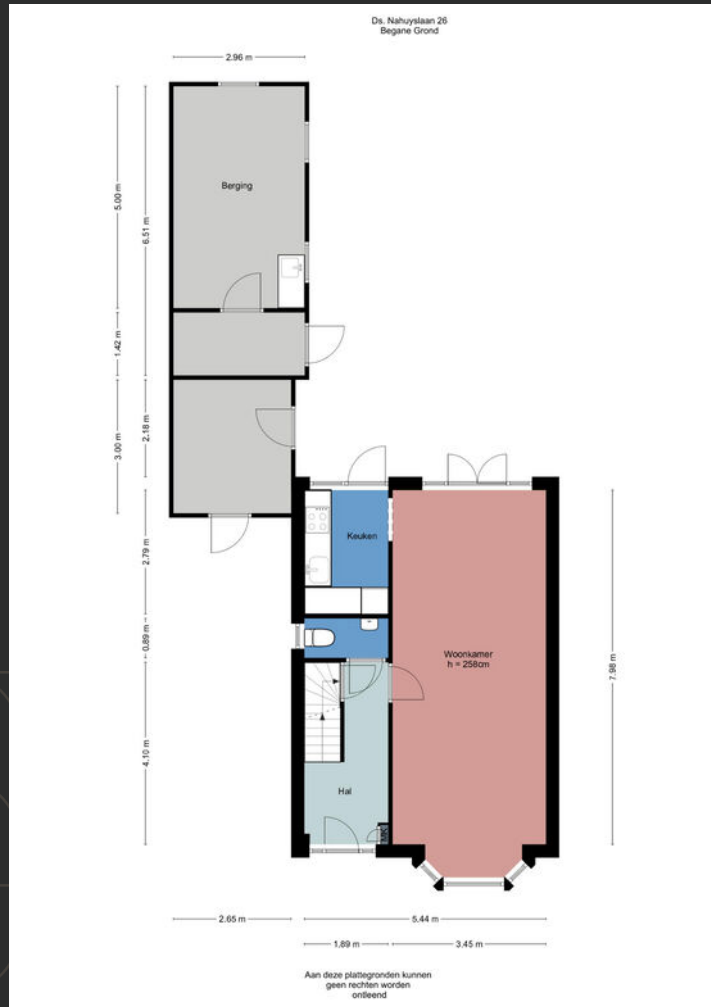 Ds. Nahuyslaan 26
Begane Grond
2.96 m
5.00 m
6.51 m
Berging
1.42 m
3.00 m
2.18 m
2.79 m
Keuken
0.89 m
Woonkamer
h = 258cm
7.98 m
4.10 m
Hal
MK
2.65 m
5.44 m
1.89 m
3.45 m
Aan deze plattegronden kunnen
geen rechten worden
ontleend